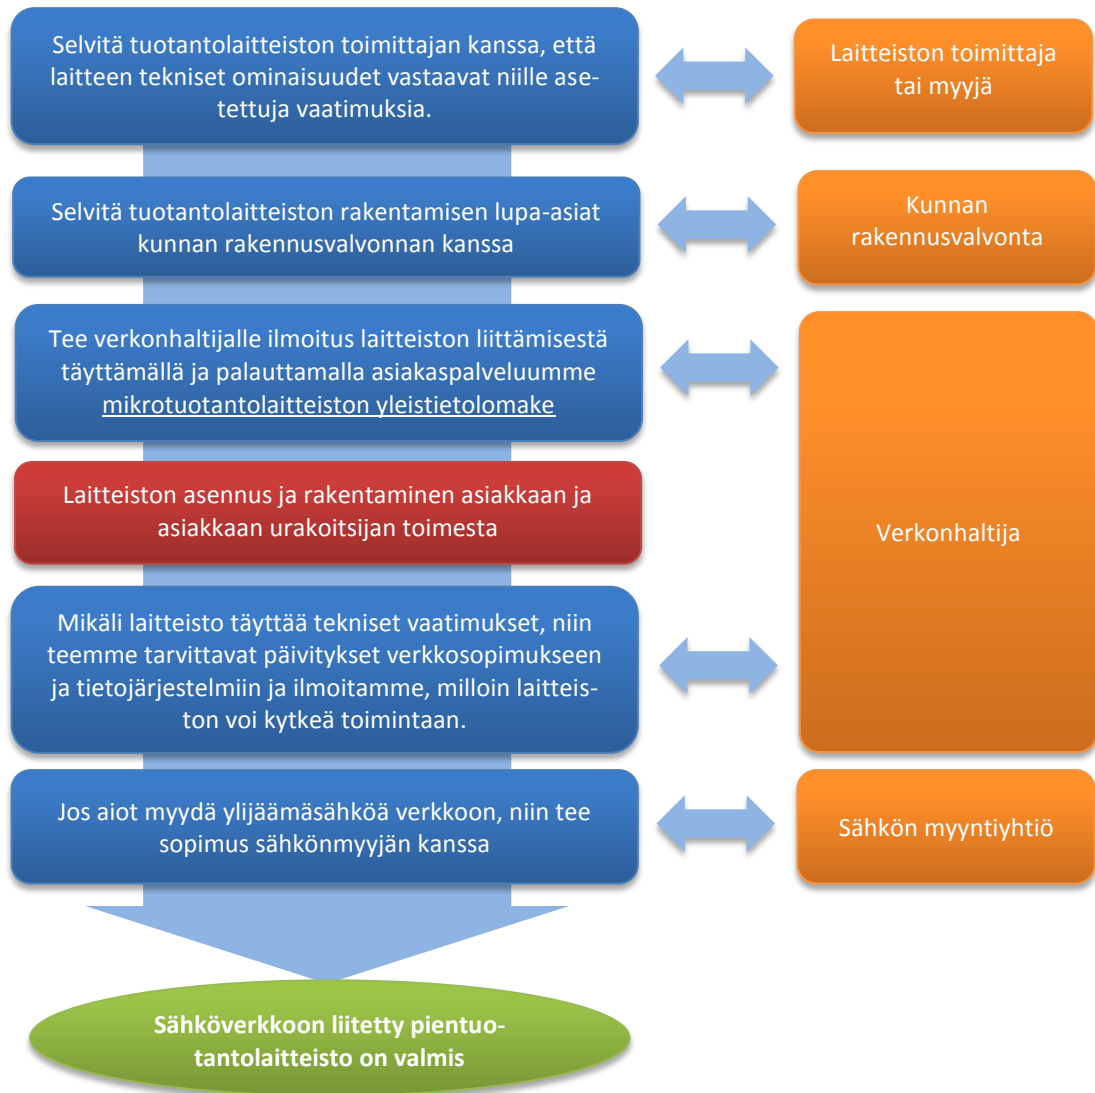 Selvitä tuotantolaitteiston toimittajan kanssa, että
laitteen tekniset ominaisuudet vastaavat niille ase-
tettuja vaatimuksia.
Laitteiston toimittaja
tai myyjä
Selvitä tuotantolaitteiston rakentamisen lupa-asiat
kunnan rakennusvalvonnan kanssa
Kunnan
rakennusvalvonta
Tee verkonhaltijalle ilmoitus laitteiston liittämisestä
täyttämällä ja palauttamalla asiakaspalveluumme
mikrotuotantolaitteiston yleistietolomake
Laitteiston asennus ja rakentaminen asiakkaan ja
asiakkaan urakoitsijan toimesta
Verkonhaltija
Mikäli laitteisto täyttää tekniset vaatimukset, niin
teemme tarvittavat päivitykset verkkosopimukseen
ja tietojärjestelmiin ja ilmoitamme, milloin laitteis-
ton voi kytkeä toimintaan.
Jos aiot myydä ylijäämäsähköä verkkoon, niin tee
sopimus sähkönmyyjän kanssa
Sähkön myyntiyhtiö
Sähköverkkoon liitetty pientuo-
tantolaitteisto on valmis